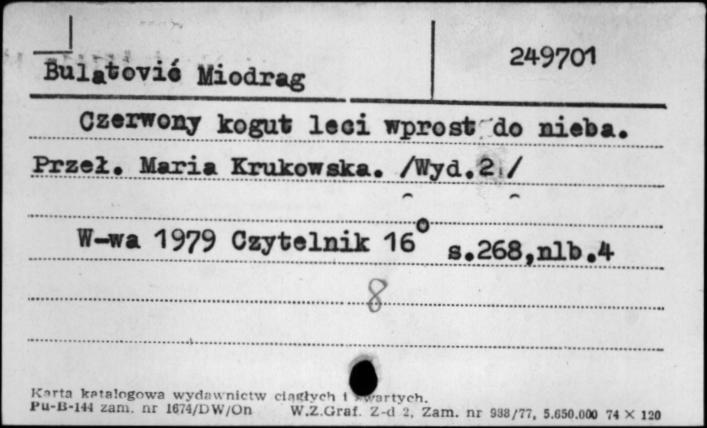 249701
Bulatović Miodrag
Czerwony kogut leci wprost do nieba.
Przeł. Maria Krukowska. /Wyd.2/
W-wa 1979 Czytelnik 16° s.268,nlb.4
8
Karta katalogowa wydawnictw ciągłych i zwartych.
Pu-B-144 zam. nr 1674/DW/On W.Z.Graf. Z-d 2, Zam. nr 988/77, 5.650.000 74 X 120